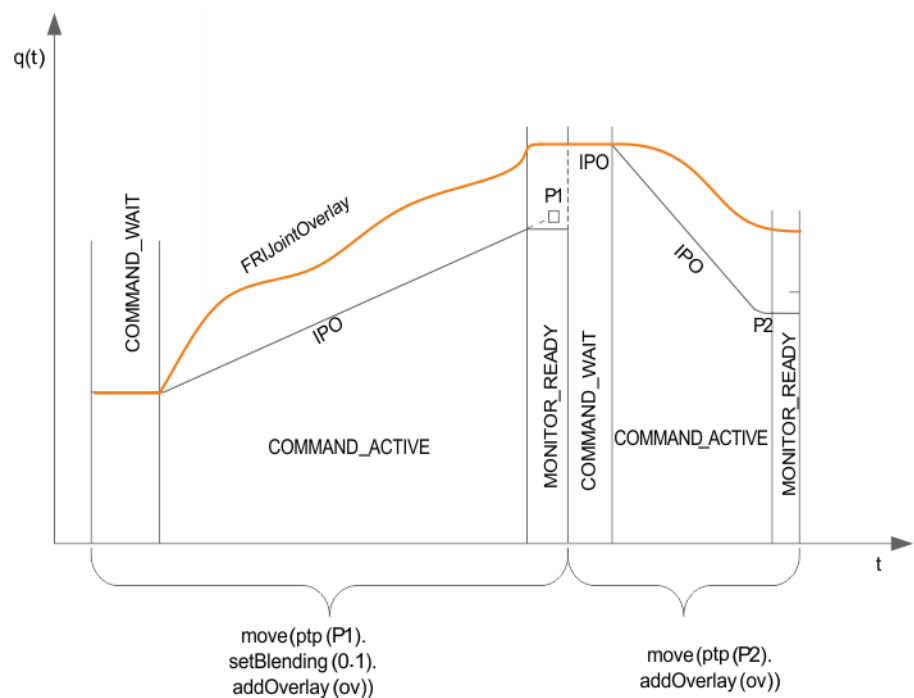 q(t)
COMMAND_WAIT
FRIJointOverlay
IPO
COMMAND_ACTIVE
P1
MONITOR_READY
COMMAND_WAIT
IPO
IPO
P2
COMMAND_ACTIVE
MONITOR_READY
t
move(ptp(P1).
setBlending(0.1).
addOverlay(ov))
move(ptp(P2).
addOverlay(ov))